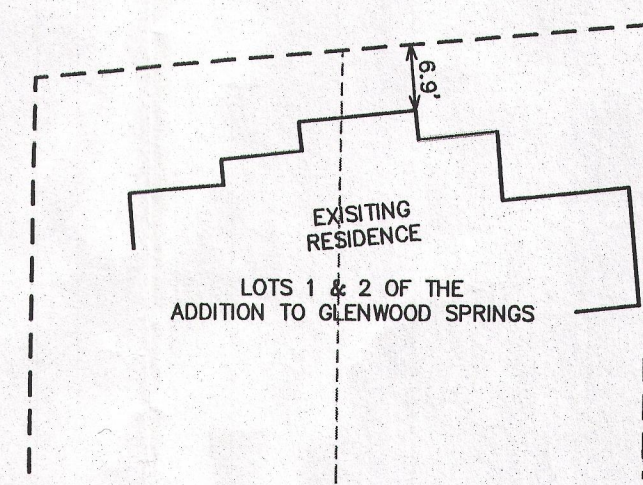 6.9'
EXISITING
RESIDENCE
LOTS 1 & 2 OF THE
ADDITION TO GLENWOOD SPRINGS